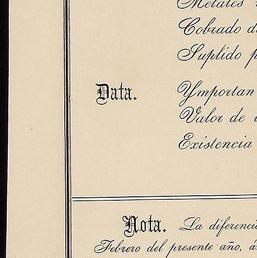 Metales
Cobrado d
Suplido p
Data. Ymportan
Valor de
Existencia
Nota. La diferenci
Febrero del presente año, á